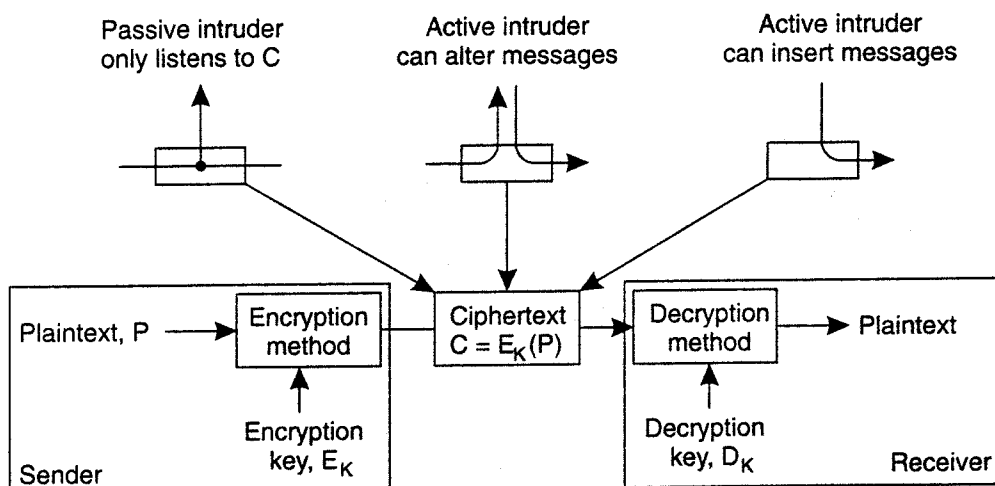 Passive intruder
only listens to C
Active intruder
can alter messages
Active intruder
can insert messages
Plaintext, P
Encryption
method
Ciphertext
C = E_K(P)
Decryption
method
Plaintext
Encryption
key, E_K
Decryption
key, D_K
Sender
Receiver